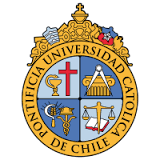 PONTIFICIA UNIVERSIDAD CATOLICA
DE CHILE